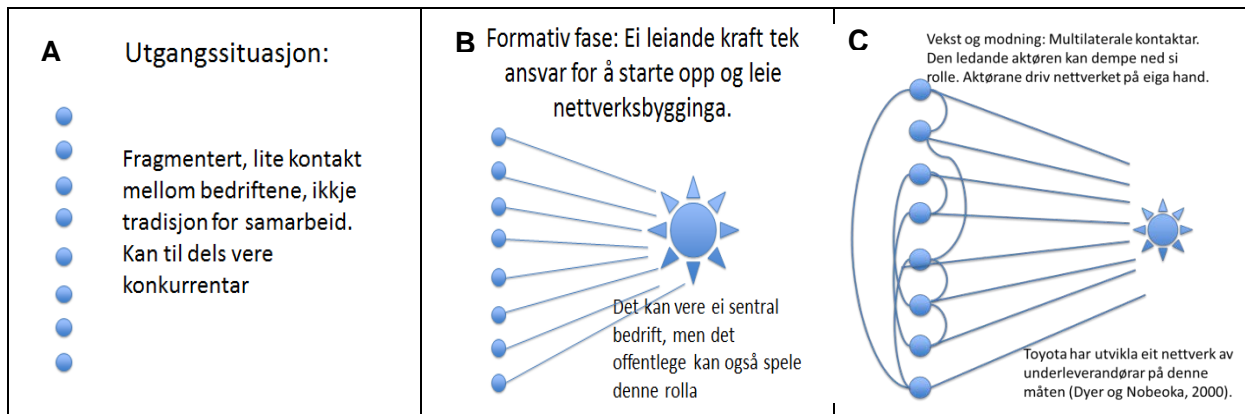 A
Utgangssituasjon:
Fragmentert, lite kontakt
mellom bedriftene, ikkje
tradisjon for samarbeid.
Kan til dels vere
konkurrentar
B
Formativ fase: Ei leiande kraft tek
ansvar for å starte opp og leie
nettverksbygginga.
Det kan vere ei sentral
bedrift, men det
offentlege kan også spele
denne rolla
C
Vekst og modning: Multilaterale kontaktar.
Den ledande aktøren kan dempe ned si
rolle. Aktørane driv nettverket på eiga hand.
Toyota har utvikla eit nettverk av
underleverandørar på denne
måten (Dyer og Nobeoka, 2000).